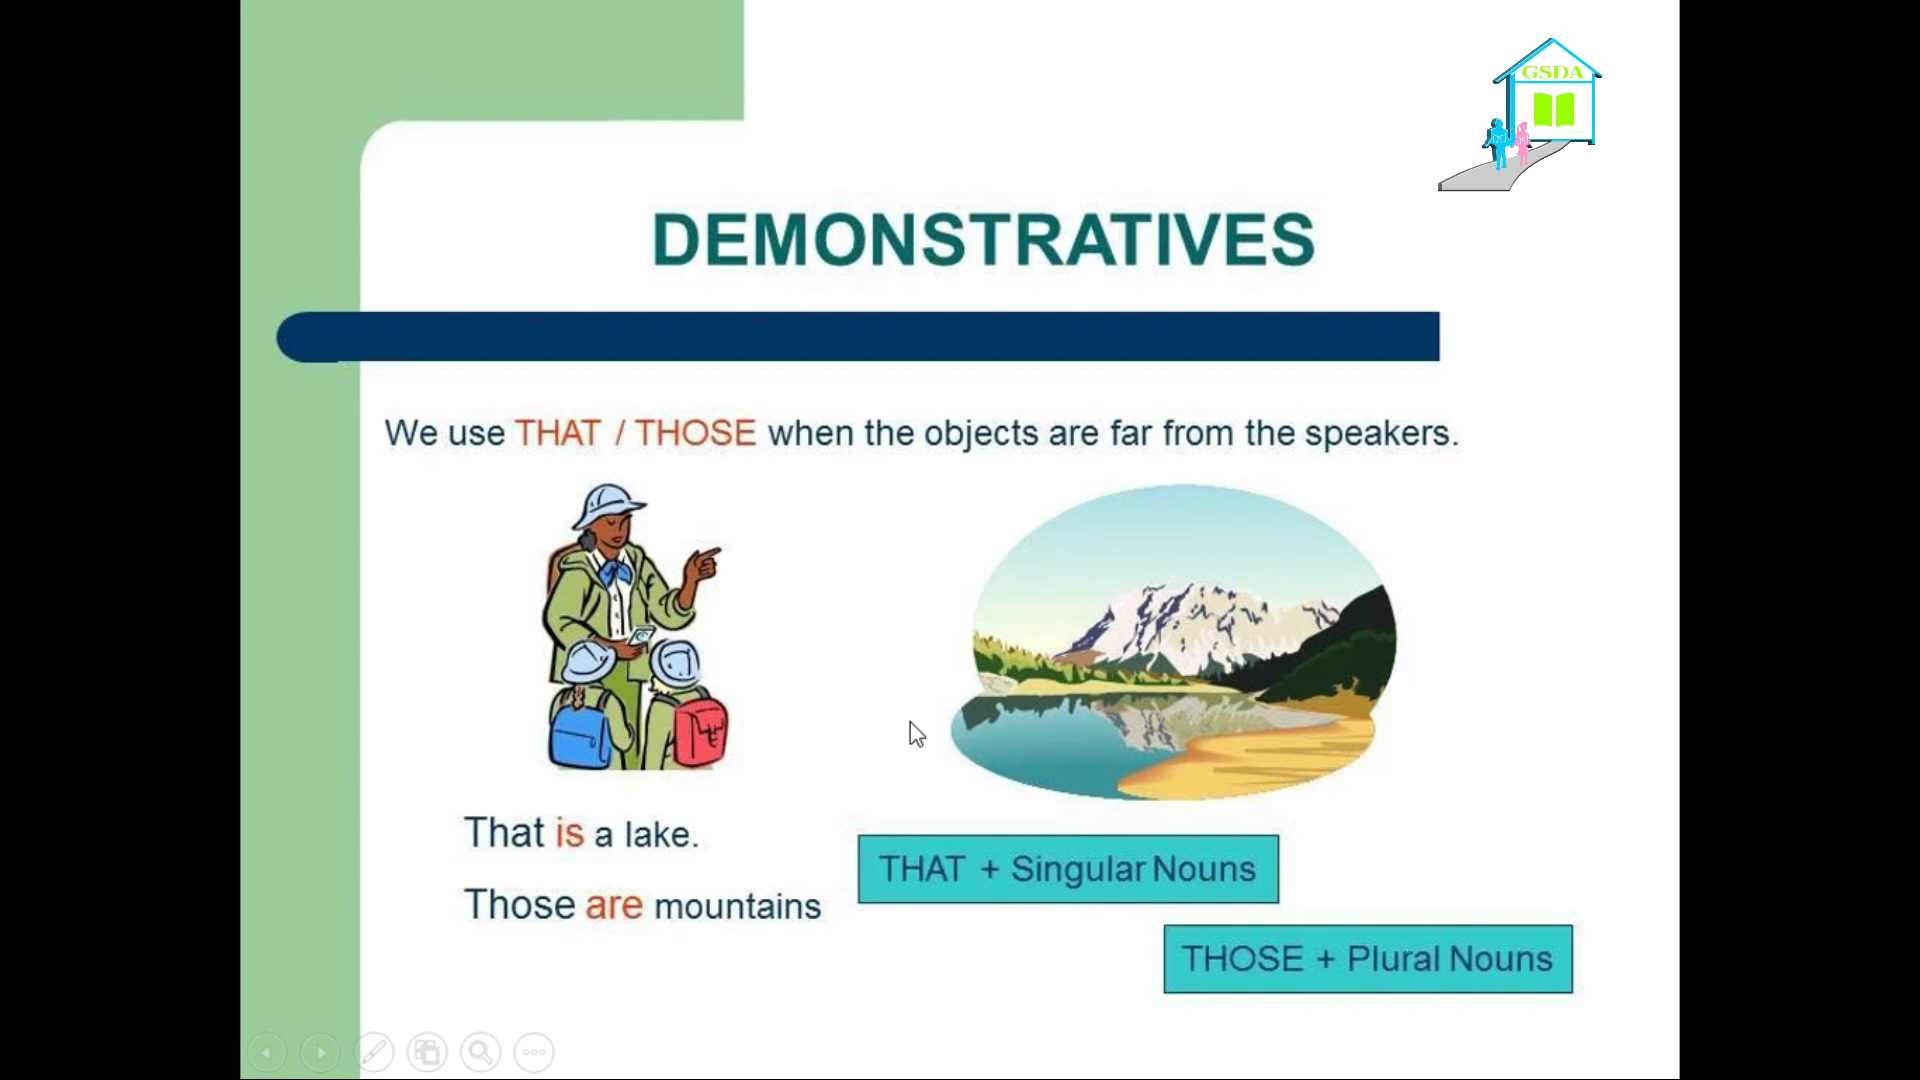 GSDA
DEMONSTRATIVES
We use THAT / THOSE when the objects are far from the speakers.
That is a lake.
THAT + Singular Nouns
Those are mountains
THOSE + Plural Nouns